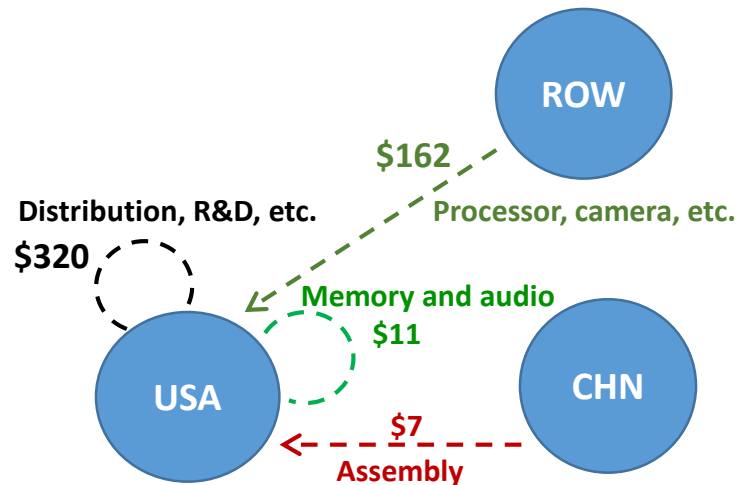 ROW
$162
Distribution, R&D, etc.
Processor, camera, etc.
$320
Memory and audio
$11
USA
CHN
$7
Assembly